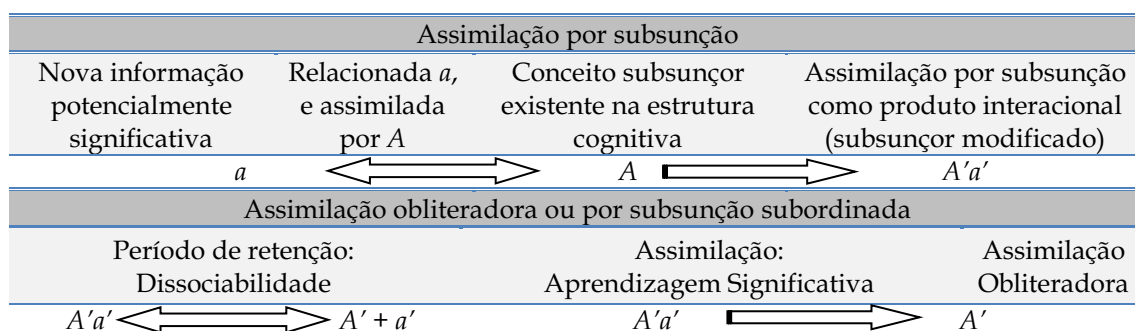 Assimilação por subsunção
Nova informação Relacionada a, Conceito subsunçor Assimilação por subsunção
potencialmente e assimilada existente na estrutura como produto interacional
significativa por A cognitiva (subsunçor modificado)
a A A'a'
Assimilação obliteradora ou por subsunção subordinada
Período de retenção: Assimilação: Assimilação
Dissociabilidade Aprendizagem Significativa Obliteradora
A'a' A' + a' A'a' A'